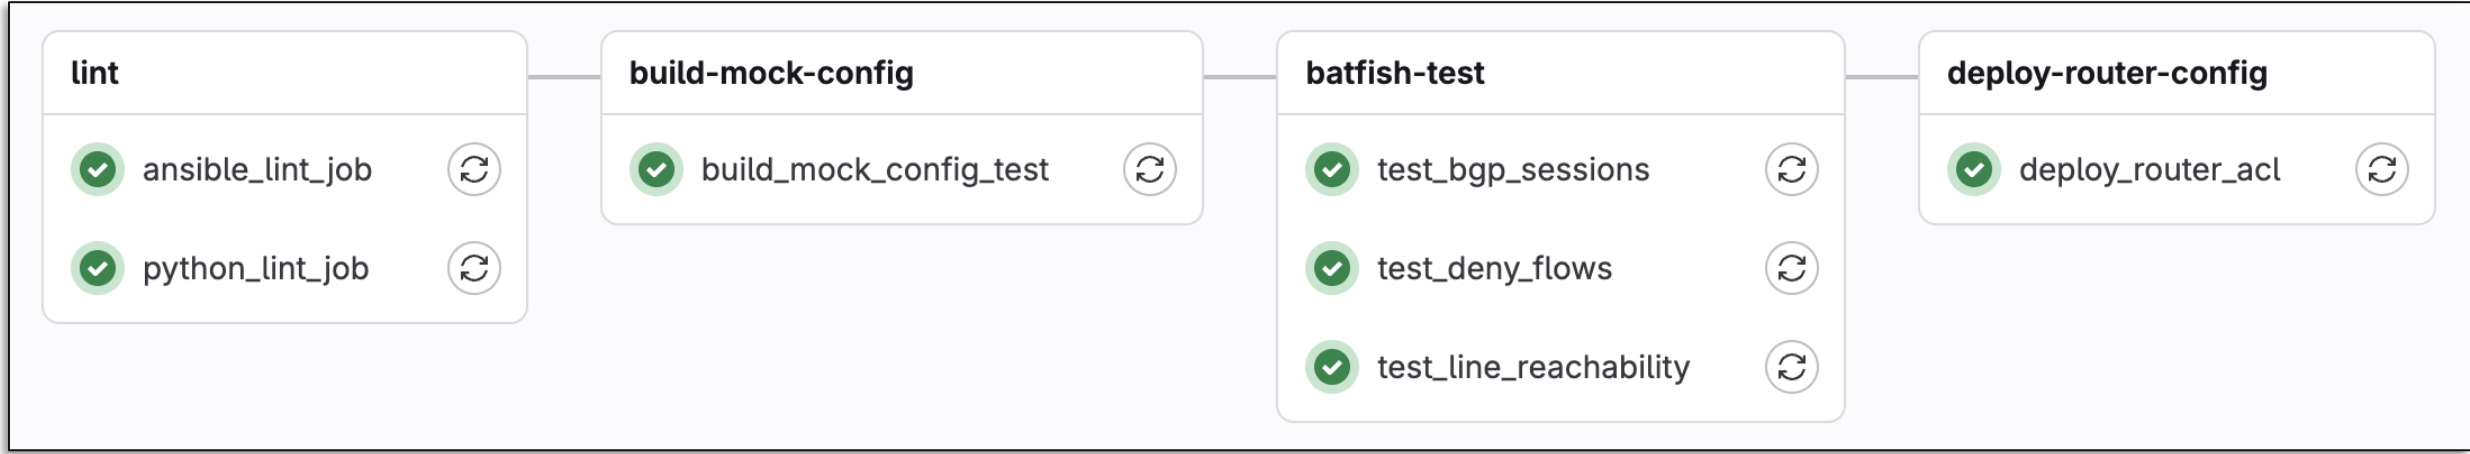 lint
ansible_lint_job
python_lint_job
build-mock-config
build_mock_config_test
batfish-test
test_bgp_sessions
test_deny_flows
test_line_reachability
deploy-router-config
deploy_router_acl